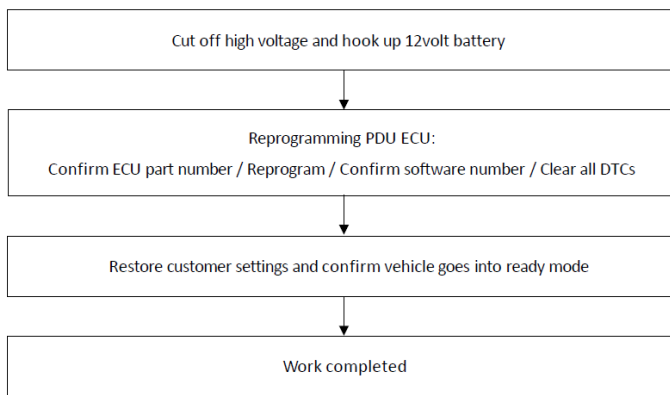 Cut off high voltage and hook up 12volt battery
Reprogramming PDU ECU:
Confirm ECU part number / Reprogram / Confirm software number / Clear all DTCs
Restore customer settings and confirm vehicle goes into ready mode
Work completed